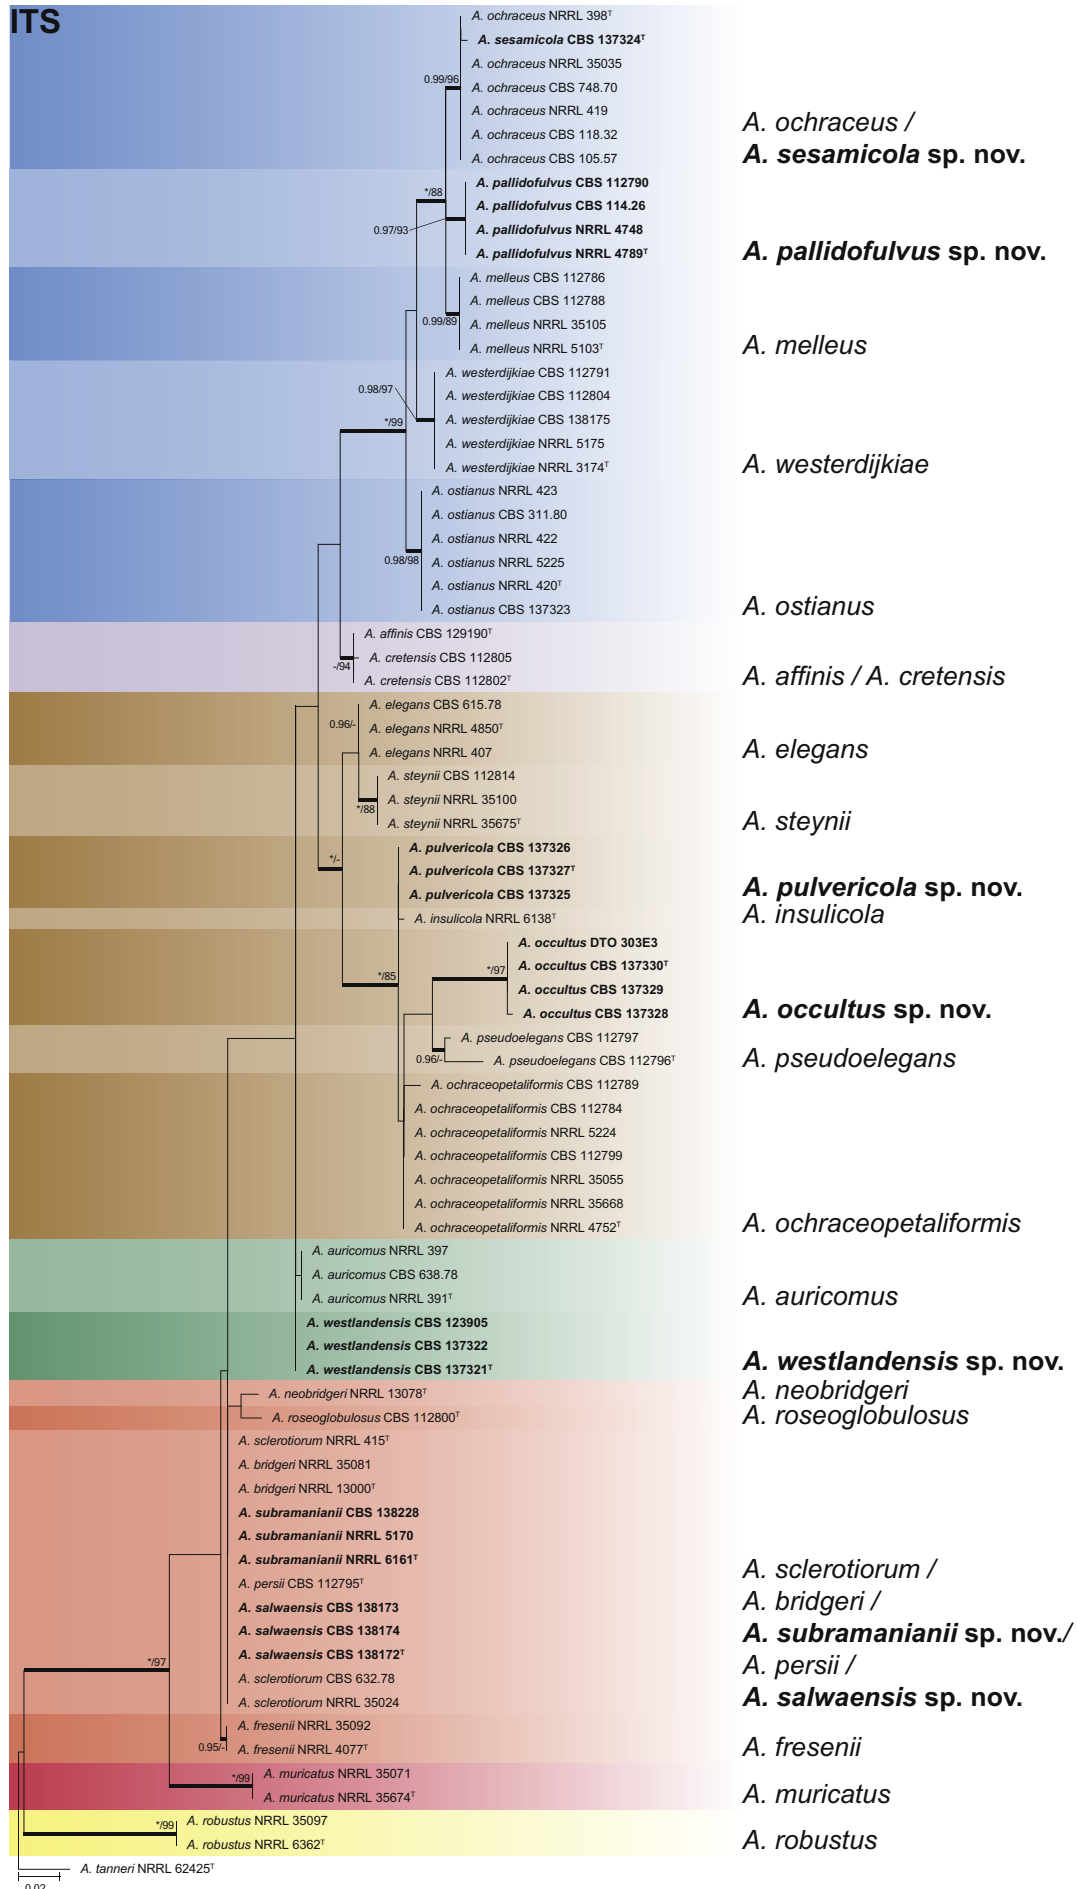 ITS
A. ochraceus NRRL 398ᵀ
A. sesamicola CBS 137324ᵀ
A. ochraceus NRRL 35035
0.99/96
A. ochraceus CBS 748.70
A. ochraceus NRRL 419
A. ochraceus /
A. ochraceus CBS 118.32
A. sesamicola sp. nov.
A. ochraceus CBS 105.57
A. pallidofulvus CBS 112790
*/88
A. pallidofulvus CBS 114.26
0.97/93
A. pallidofulvus NRRL 4748
A. pallidofulvus NRRL 4789ᵀ
A. pallidofulvus sp. nov.
A. melleus CBS 112786
A. melleus CBS 112788
0.99/89
A. melleus NRRL 35105
A. melleus NRRL 5103ᵀ
A. melleus
A. westerdijkiae CBS 112791
0.98/97
A. westerdijkiae CBS 112804
*/99
A. westerdijkiae CBS 138175
A. westerdijkiae NRRL 5175
A. westerdijkiae NRRL 3174ᵀ
A. westerdijkiae
A. ostianus NRRL 423
A. ostianus CBS 311.80
A. ostianus NRRL 422
0.98/98
A. ostianus NRRL 5225
A. ostianus NRRL 420ᵀ
A. ostianus CBS 137323
A. ostianus
A. affinis CBS 129190ᵀ
A. cretensis CBS 112805
-/94
A. cretensis CBS 112802ᵀ
A. affinis / A. cretensis
A. elegans CBS 615.78
0.96/-
A. elegans NRRL 4850ᵀ
A. elegans NRRL 407
A. elegans
A. steynii CBS 112814
A. steynii NRRL 35100
*/88
A. steynii NRRL 35675ᵀ
A. steynii
A. pulvericola CBS 137326
*/-
A. pulvericola CBS 137327ᵀ
A. pulvericola CBS 137325
A. pulvericola sp. nov.
A. insulicola NRRL 6138ᵀ
A. insulicola
A. occultus DTO 303E3
*/97
A. occultus CBS 137330ᵀ
*/85
A. occultus CBS 137329
A. occultus CBS 137328
A. occultus sp. nov.
A. pseudoelegans CBS 112797
0.96/-
A. pseudoelegans CBS 112796ᵀ
A. pseudoelegans
A. ochraceopetaliformis CBS 112789
A. ochraceopetaliformis CBS 112784
A. ochraceopetaliformis NRRL 5224
A. ochraceopetaliformis CBS 112799
A. ochraceopetaliformis NRRL 35055
A. ochraceopetaliformis NRRL 35668
A. ochraceopetaliformis NRRL 4752ᵀ
A. ochraceopetaliformis
A. auricomus NRRL 397
A. auricomus CBS 638.78
A. auricomus NRRL 391ᵀ
A. auricomus
A. westlandensis CBS 123905
A. westlandensis CBS 137322
A. westlandensis CBS 137321ᵀ
A. westlandensis sp. nov.
A. neobridgeri NRRL 13078ᵀ
A. neobridgeri
A. roseoglobulosus CBS 112800ᵀ
A. roseoglobulosus
A. sclerotiorum NRRL 415ᵀ
A. bridgeri NRRL 35081
A. bridgeri NRRL 13000ᵀ
A. subramanianii CBS 138228
A. subramanianii NRRL 5170
A. subramanianii NRRL 6161ᵀ
A. sclerotiorum /
A. persii CBS 112795ᵀ
A. bridgeri /
A. salwaensis CBS 138173
A. salwaensis CBS 138174
A. subramanianii sp. nov./
A. salwaensis CBS 138172ᵀ
*/97
A. persii /
A. sclerotiorum CBS 632.78
A. salwaensis sp. nov.
A. sclerotiorum NRRL 35024
A. fresenii NRRL 35092
0.95/-
A. fresenii NRRL 4077ᵀ
A. fresenii
A. muricatus NRRL 35071
*/99
A. muricatus NRRL 35674ᵀ
A. muricatus
A. robustus NRRL 35097
*/99
A. robustus NRRL 6362ᵀ
A. robustus
A. tanneri NRRL 62425ᵀ
0.02